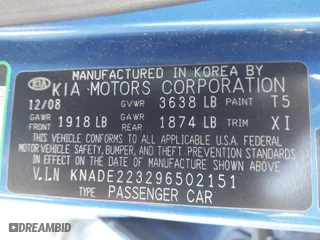 MANUFACTURED IN KOREA BY
KIA KIA MOTORS CORPORATION
12/08 GVWR 3638 LB PAINT T5
GAWR FRONT 1918 LB GAWR REAR 1874 LB TRIM XI
THIS VEHICLE CONFORMS TO ALL APPLICABLE U.S.A. FEDERAL
MOTOR VEHICLE SAFETY, BUMPER, AND THEFT PREVENTION
STANDARDS IN EFFECT ON THE DATE OF MANUFACTURE SHOWN ABOVE.
V.I.N KNADE223296502151
TYPE PASSENGER CAR